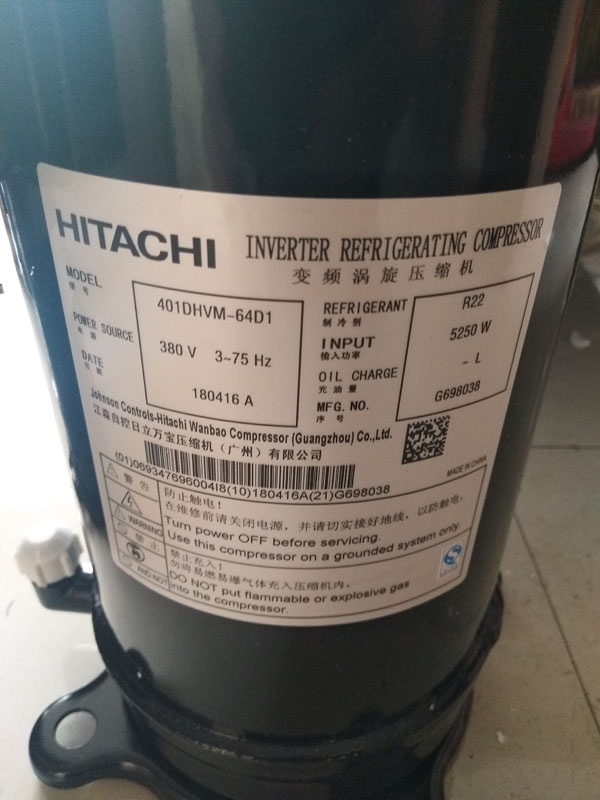 HITACHI INVERTER REFRIGERATING COMPRESSOR
变频涡旋压缩机
MODEL 401DHVM-64D1
型号
POWER SOURCE 380 V 3~75 Hz
电源
DATE 180416 A
日期
REFRIGERANT R22
制冷剂
INPUT 5250 W
输入功率
OIL CHARGE - L
充油量
MFG. NO. G698038
序号
Johnson Controls-Hitachi Wanbao Compressor (Guangzhou) Co., Ltd.
江森自控日立万宝压缩机（广州）有限公司
(01)06934769600418(10)180416A(21)G698038
MADE IN CHINA
警告 防止触电！
在维修前请关闭电源，并请切实接好地线，以防触电。
WARNING Turn power OFF before servicing.
Use this compressor on a grounded system only.
禁止 禁止充入！
勿将易燃易爆气体充入压缩机内。
DO NOT put flammable or explosive gas
into the compressor.